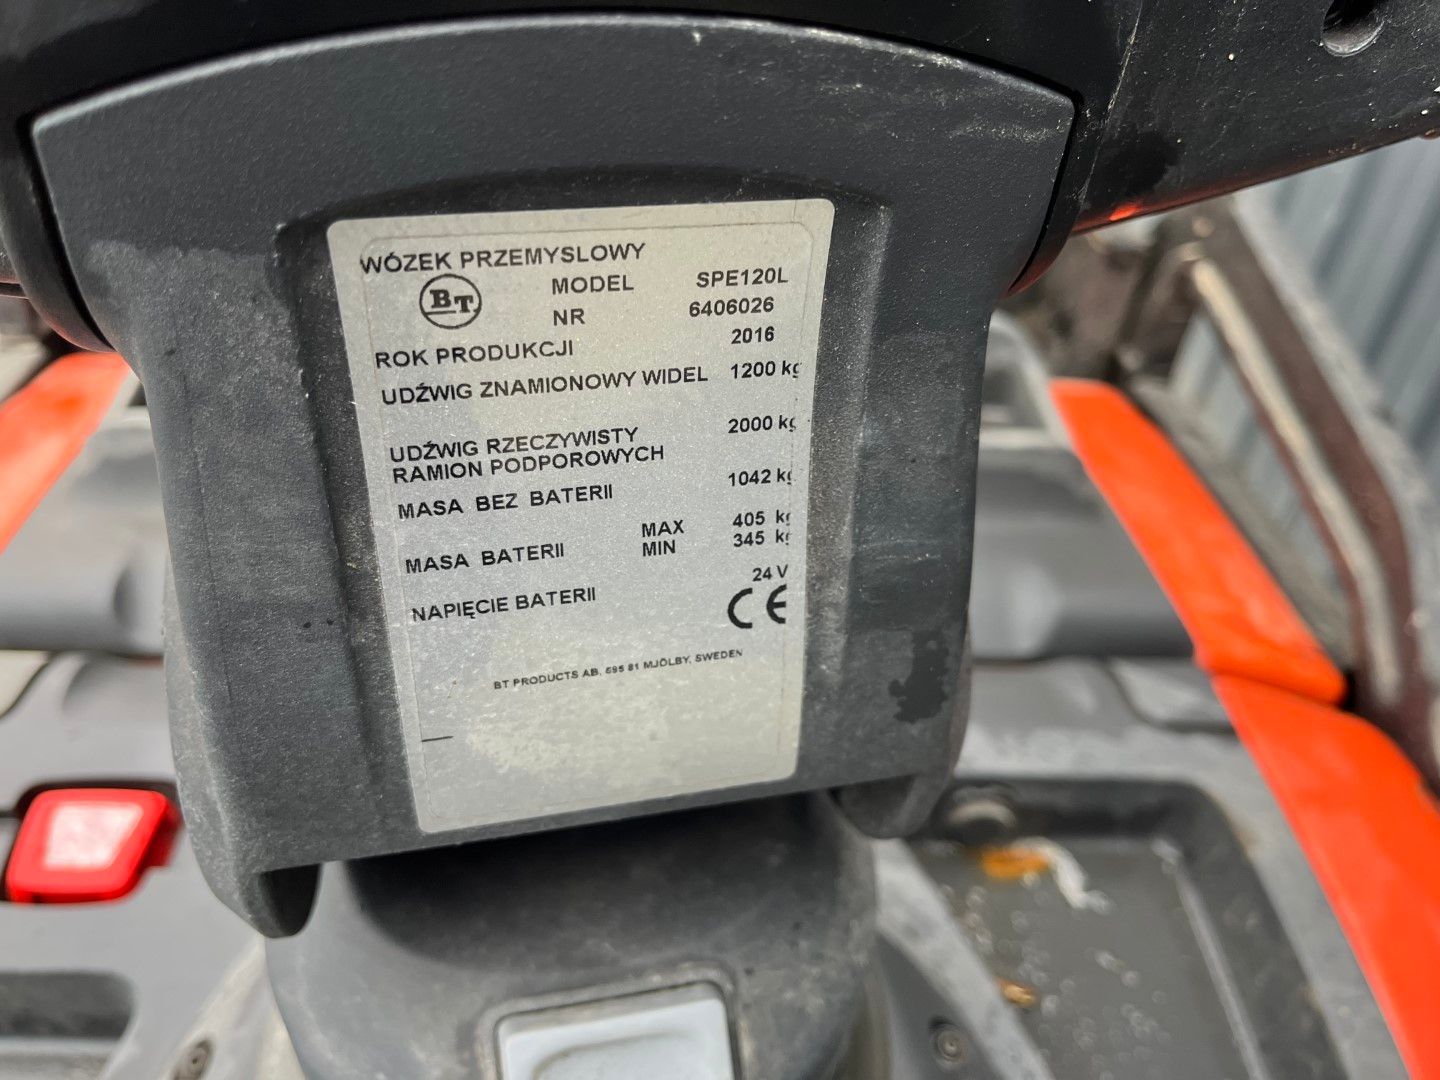 WÓZEK PRZEMYSLOWY
BT
MODEL SPE120L
NR 6406026
ROK PRODUKCJI 2016
UDŹWIG ZNAMIONOWY WIDEL 1200 kg
UDŹWIG RZECZYWISTY 2000 kg
RAMION PODPOROWYCH
MASA BEZ BATERII 1042 kg
MASA BATERII MAX 405 kg
MIN 345 kg
NAPIĘCIE BATERII 24 V
CE
BT PRODUCTS AB, 595 81 MJÖLBY, SWEDEN